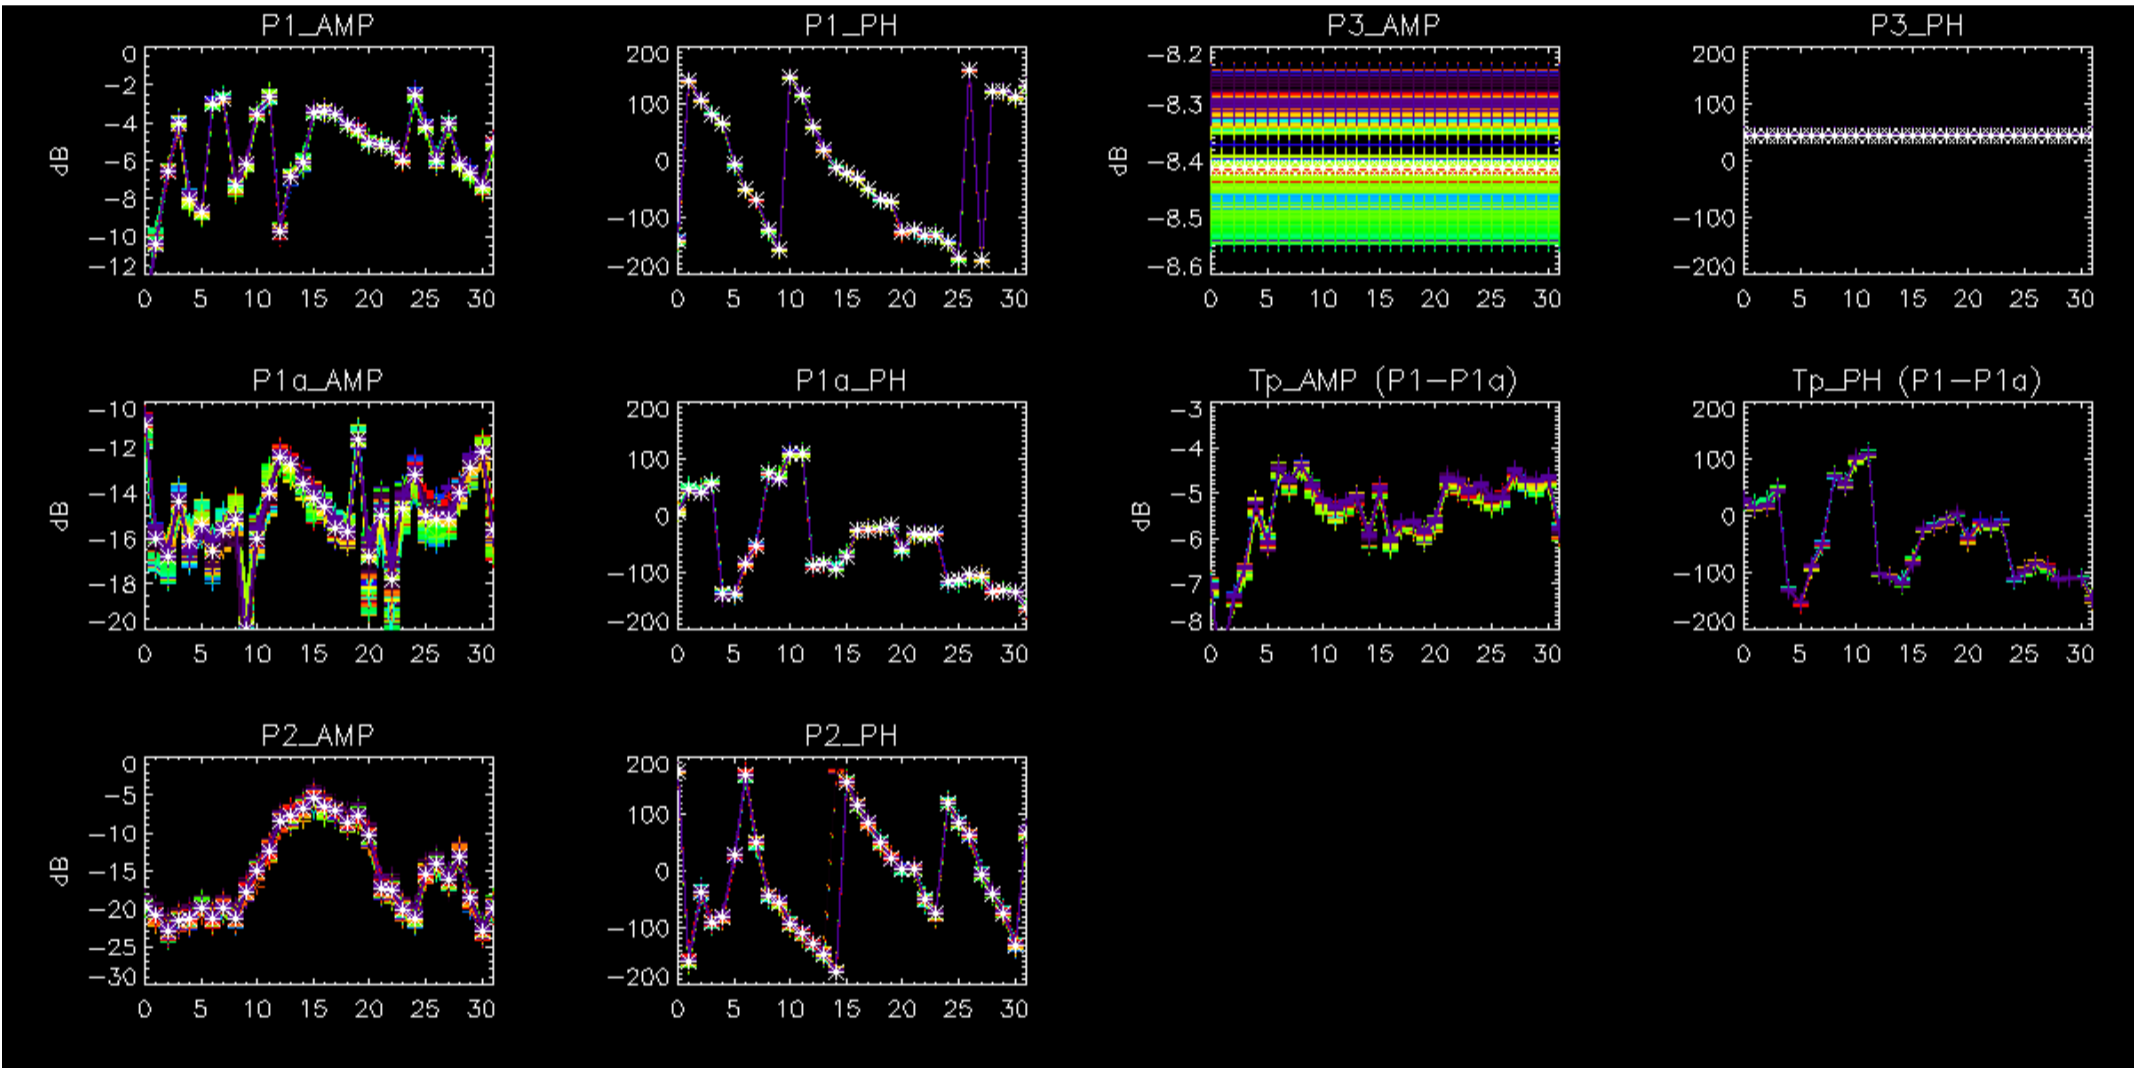 P1_AMP
0
−2
−4
−6
−8
−10
−12
dB
0 5 10 15 20 25 30
P1_PH
200
100
0
−100
−200
0 5 10 15 20 25 30
P3_AMP
−8.2
−8.3
−8.4
−8.5
−8.6
dB
0 5 10 15 20 25 30
P3_PH
200
100
0
−100
−200
0 5 10 15 20 25 30
P1a_AMP
−10
−12
−14
−16
−18
−20
dB
0 5 10 15 20 25 30
P1a_PH
200
100
0
−100
−200
0 5 10 15 20 25 30
Tp_AMP (P1−P1a)
−3
−4
−5
−6
−7
−8
dB
0 5 10 15 20 25 30
Tp_PH (P1−P1a)
200
100
0
−100
−200
0 5 10 15 20 25 30
P2_AMP
0
−5
−10
−15
−20
−25
−30
dB
0 5 10 15 20 25 30
P2_PH
200
100
0
−100
−200
0 5 10 15 20 25 30